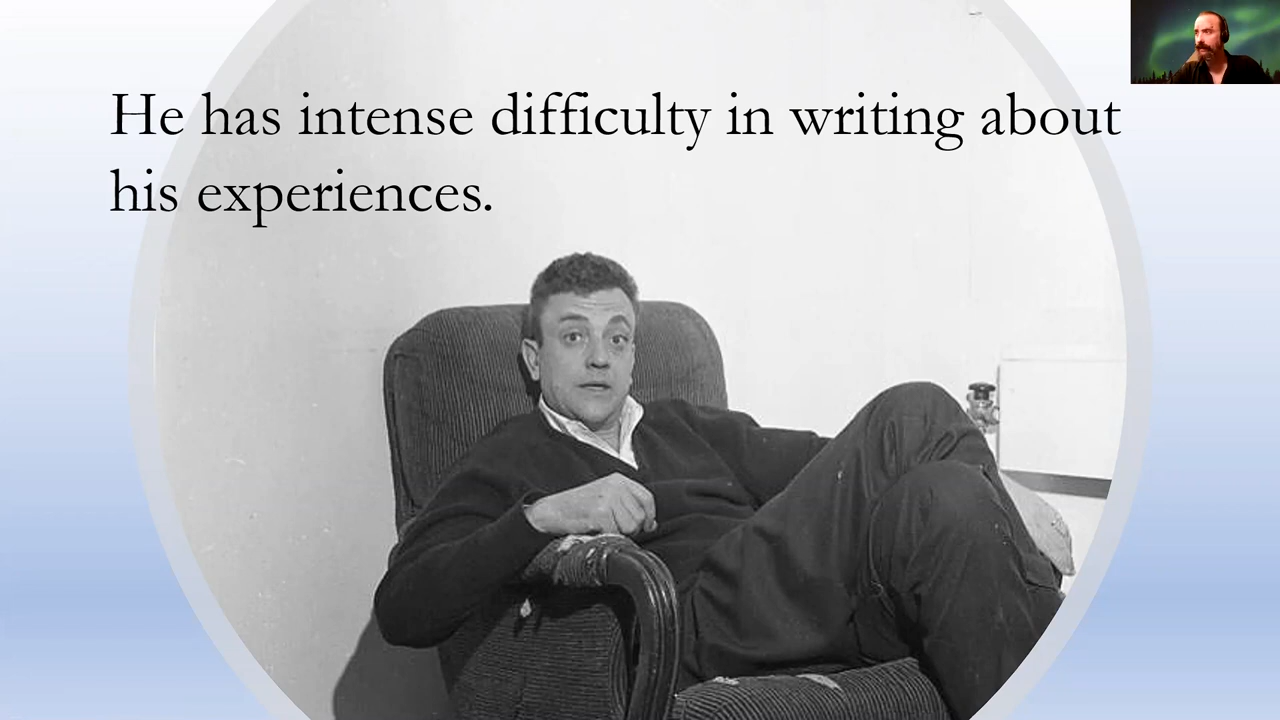 He has intense difficulty in writing about
his experiences.